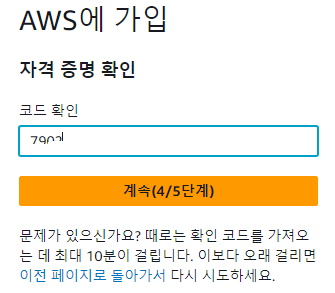 AWS에 가입
자격 증명 확인
코드 확인
계속(4/5단계)
문제가 있으신가요? 때로는 확인 코드를 가져오
는 데 최대 10분이 걸립니다. 이보다 오래 걸리면
이전 페이지로 돌아가서 다시 시도하세요.